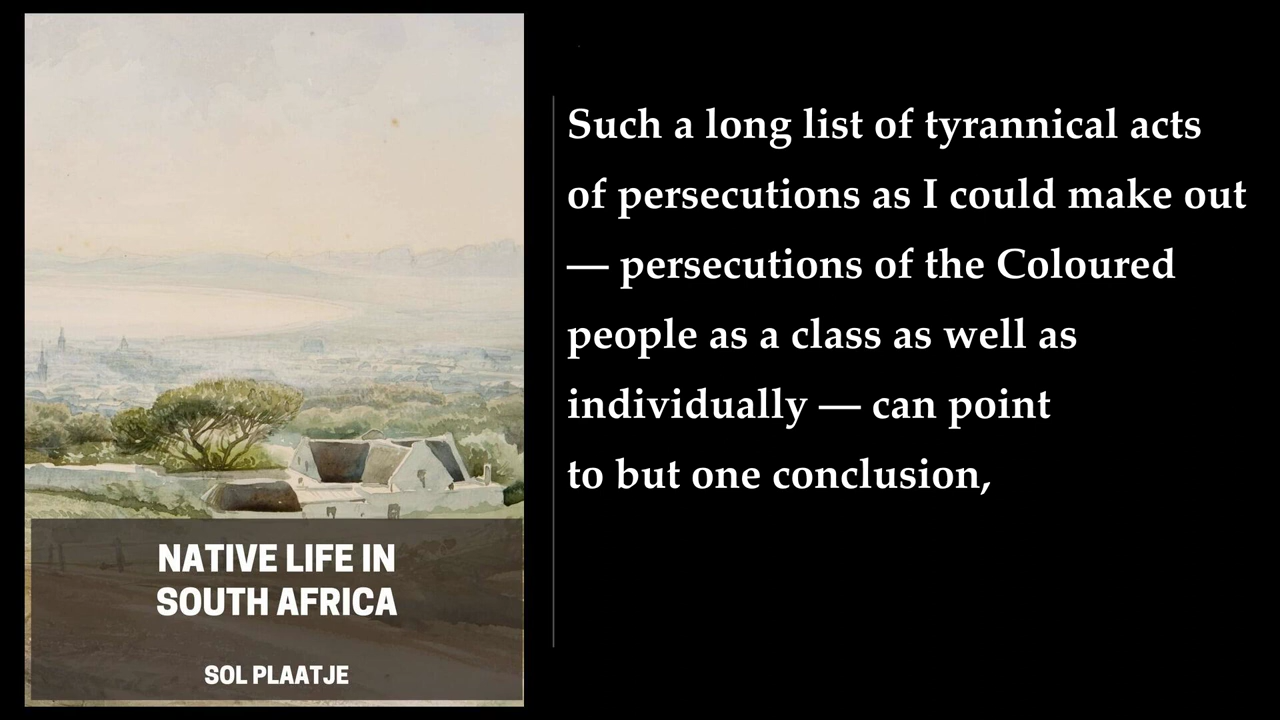 NATIVE LIFE IN
SOUTH AFRICA
SOL PLAATJE
Such a long list of tyrannical acts
of persecutions as I could make out
— persecutions of the Coloured
people as a class as well as
individually — can point
to but one conclusion,